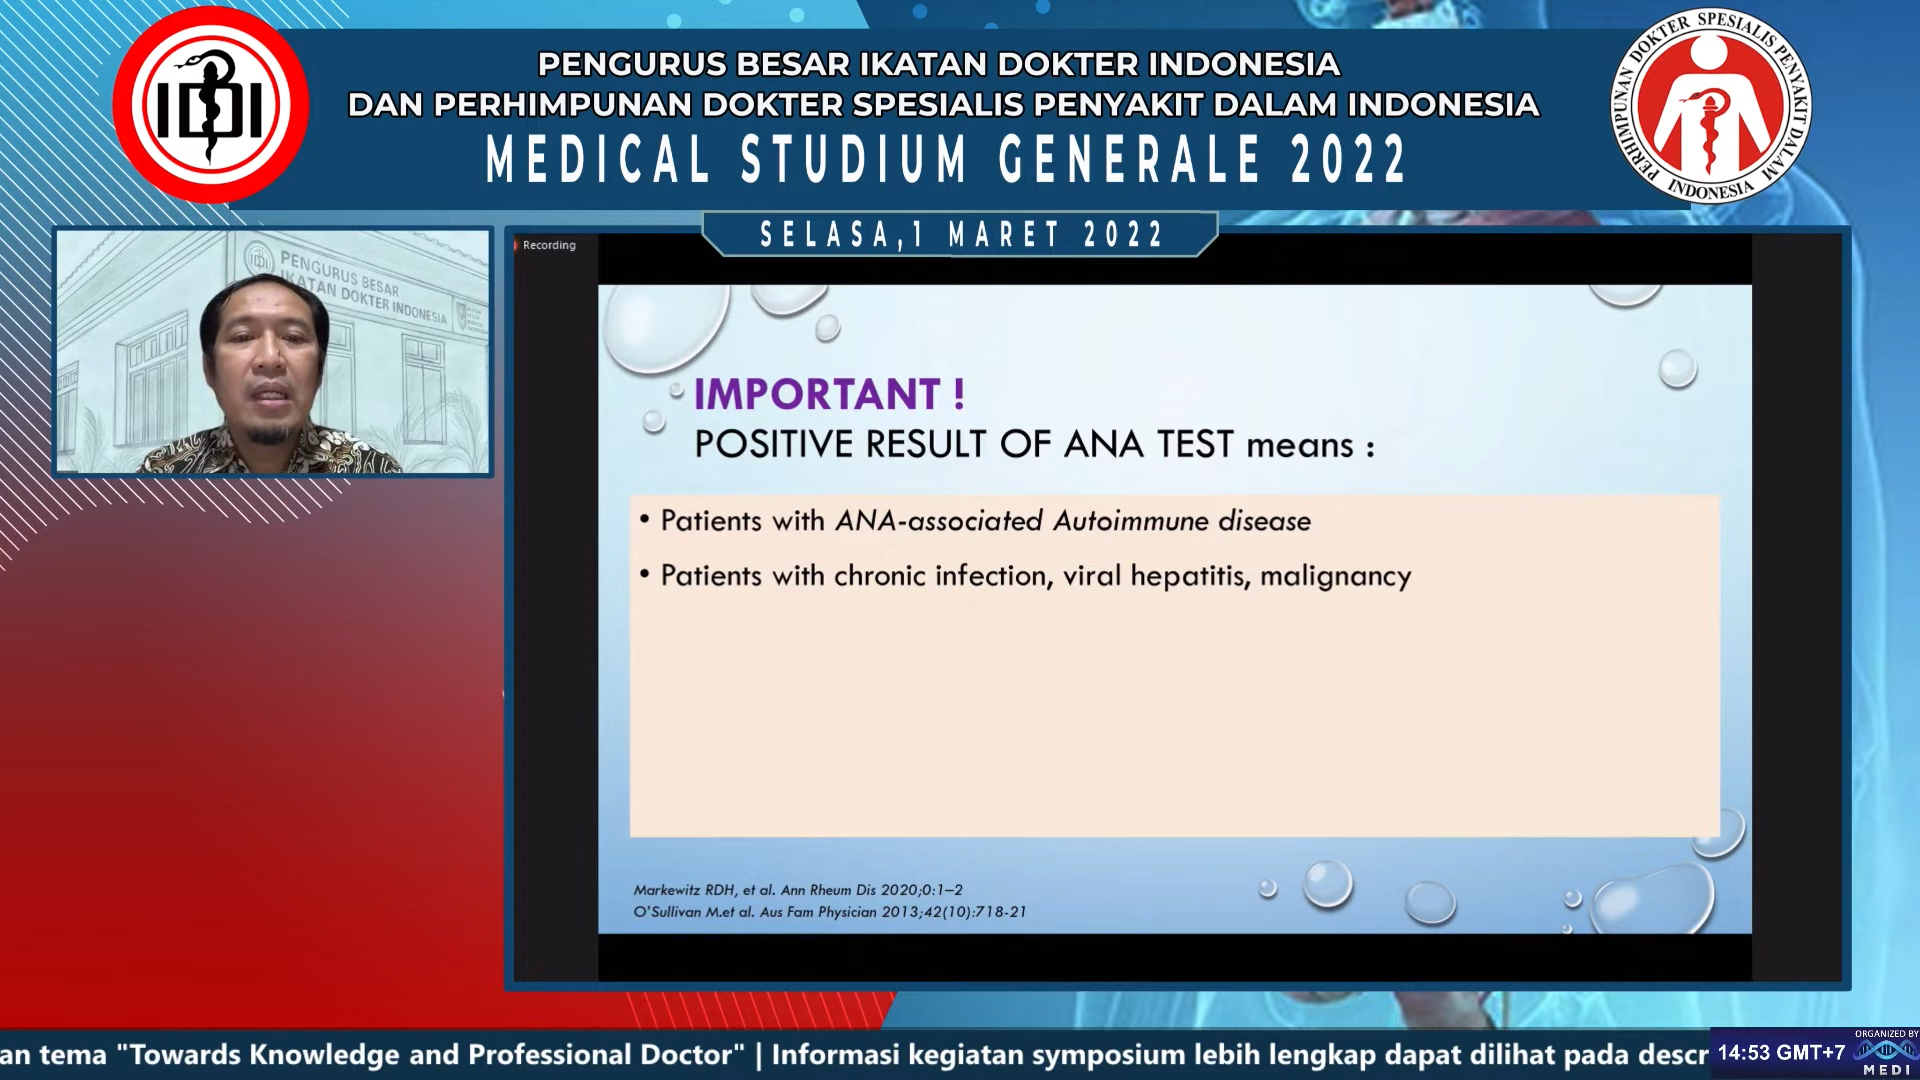 PENGURUS BESAR IKATAN DOKTER INDONESIA
DAN PERHIMPUNAN DOKTER SPESIALIS PENYAKIT DALAM INDONESIA
MEDICAL STUDIUM GENERALE 2022
SELASA,1 MARET 2022
IDI
PERHIMPUNAN DOKTER SPESIALIS PENYAKIT DALAM
INDONESIA
PENGURUS BESAR
IKATAN DOKTER INDONESIA
Recording
IMPORTANT !
POSITIVE RESULT OF ANA TEST means :
• Patients with ANA-associated Autoimmune disease
• Patients with chronic infection, viral hepatitis, malignancy
Markewitz RDH, et al. Ann Rheum Dis 2020;0:1–2
O'Sullivan M.et al. Aus Fam Physician 2013;42(10):718-21
an tema "Towards Knowledge and Professional Doctor" | Informasi kegiatan symposium lebih lengkap dapat dilihat pada descr
14:53 GMT+7
ORGANIZED BY
MEDI